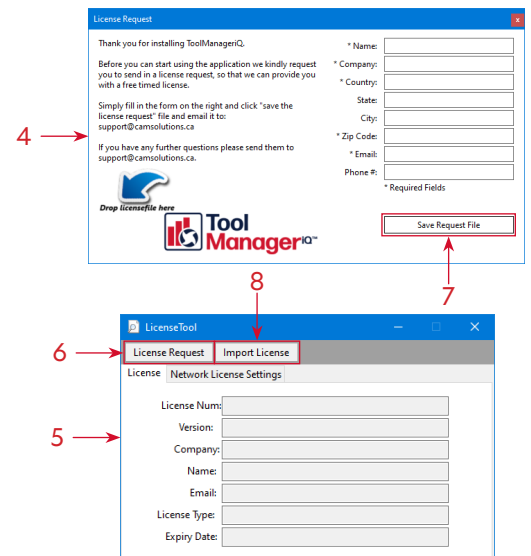 License Request
x
Thank you for installing ToolManageriQ.
Before you can start using the application we kindly request
you to send in a license request, so that we can provide you
with a free timed license.
Simply fill in the form on the right and click "save the
license request" file and email it to:
support@camsolutions.ca
If you have any further questions please send them to
support@camsolutions.ca.
Drop licensefile here
Tool
ManageriQ™
* Name:
* Company:
* Country:
State:
City:
* Zip Code:
* Email:
Phone #:
* Required Fields
Save Request File
4
7
8
LicenseTool
6
License Request
Import License
License
Network License Settings
5
License Num:
Version:
Company:
Name:
Email:
License Type:
Expiry Date: